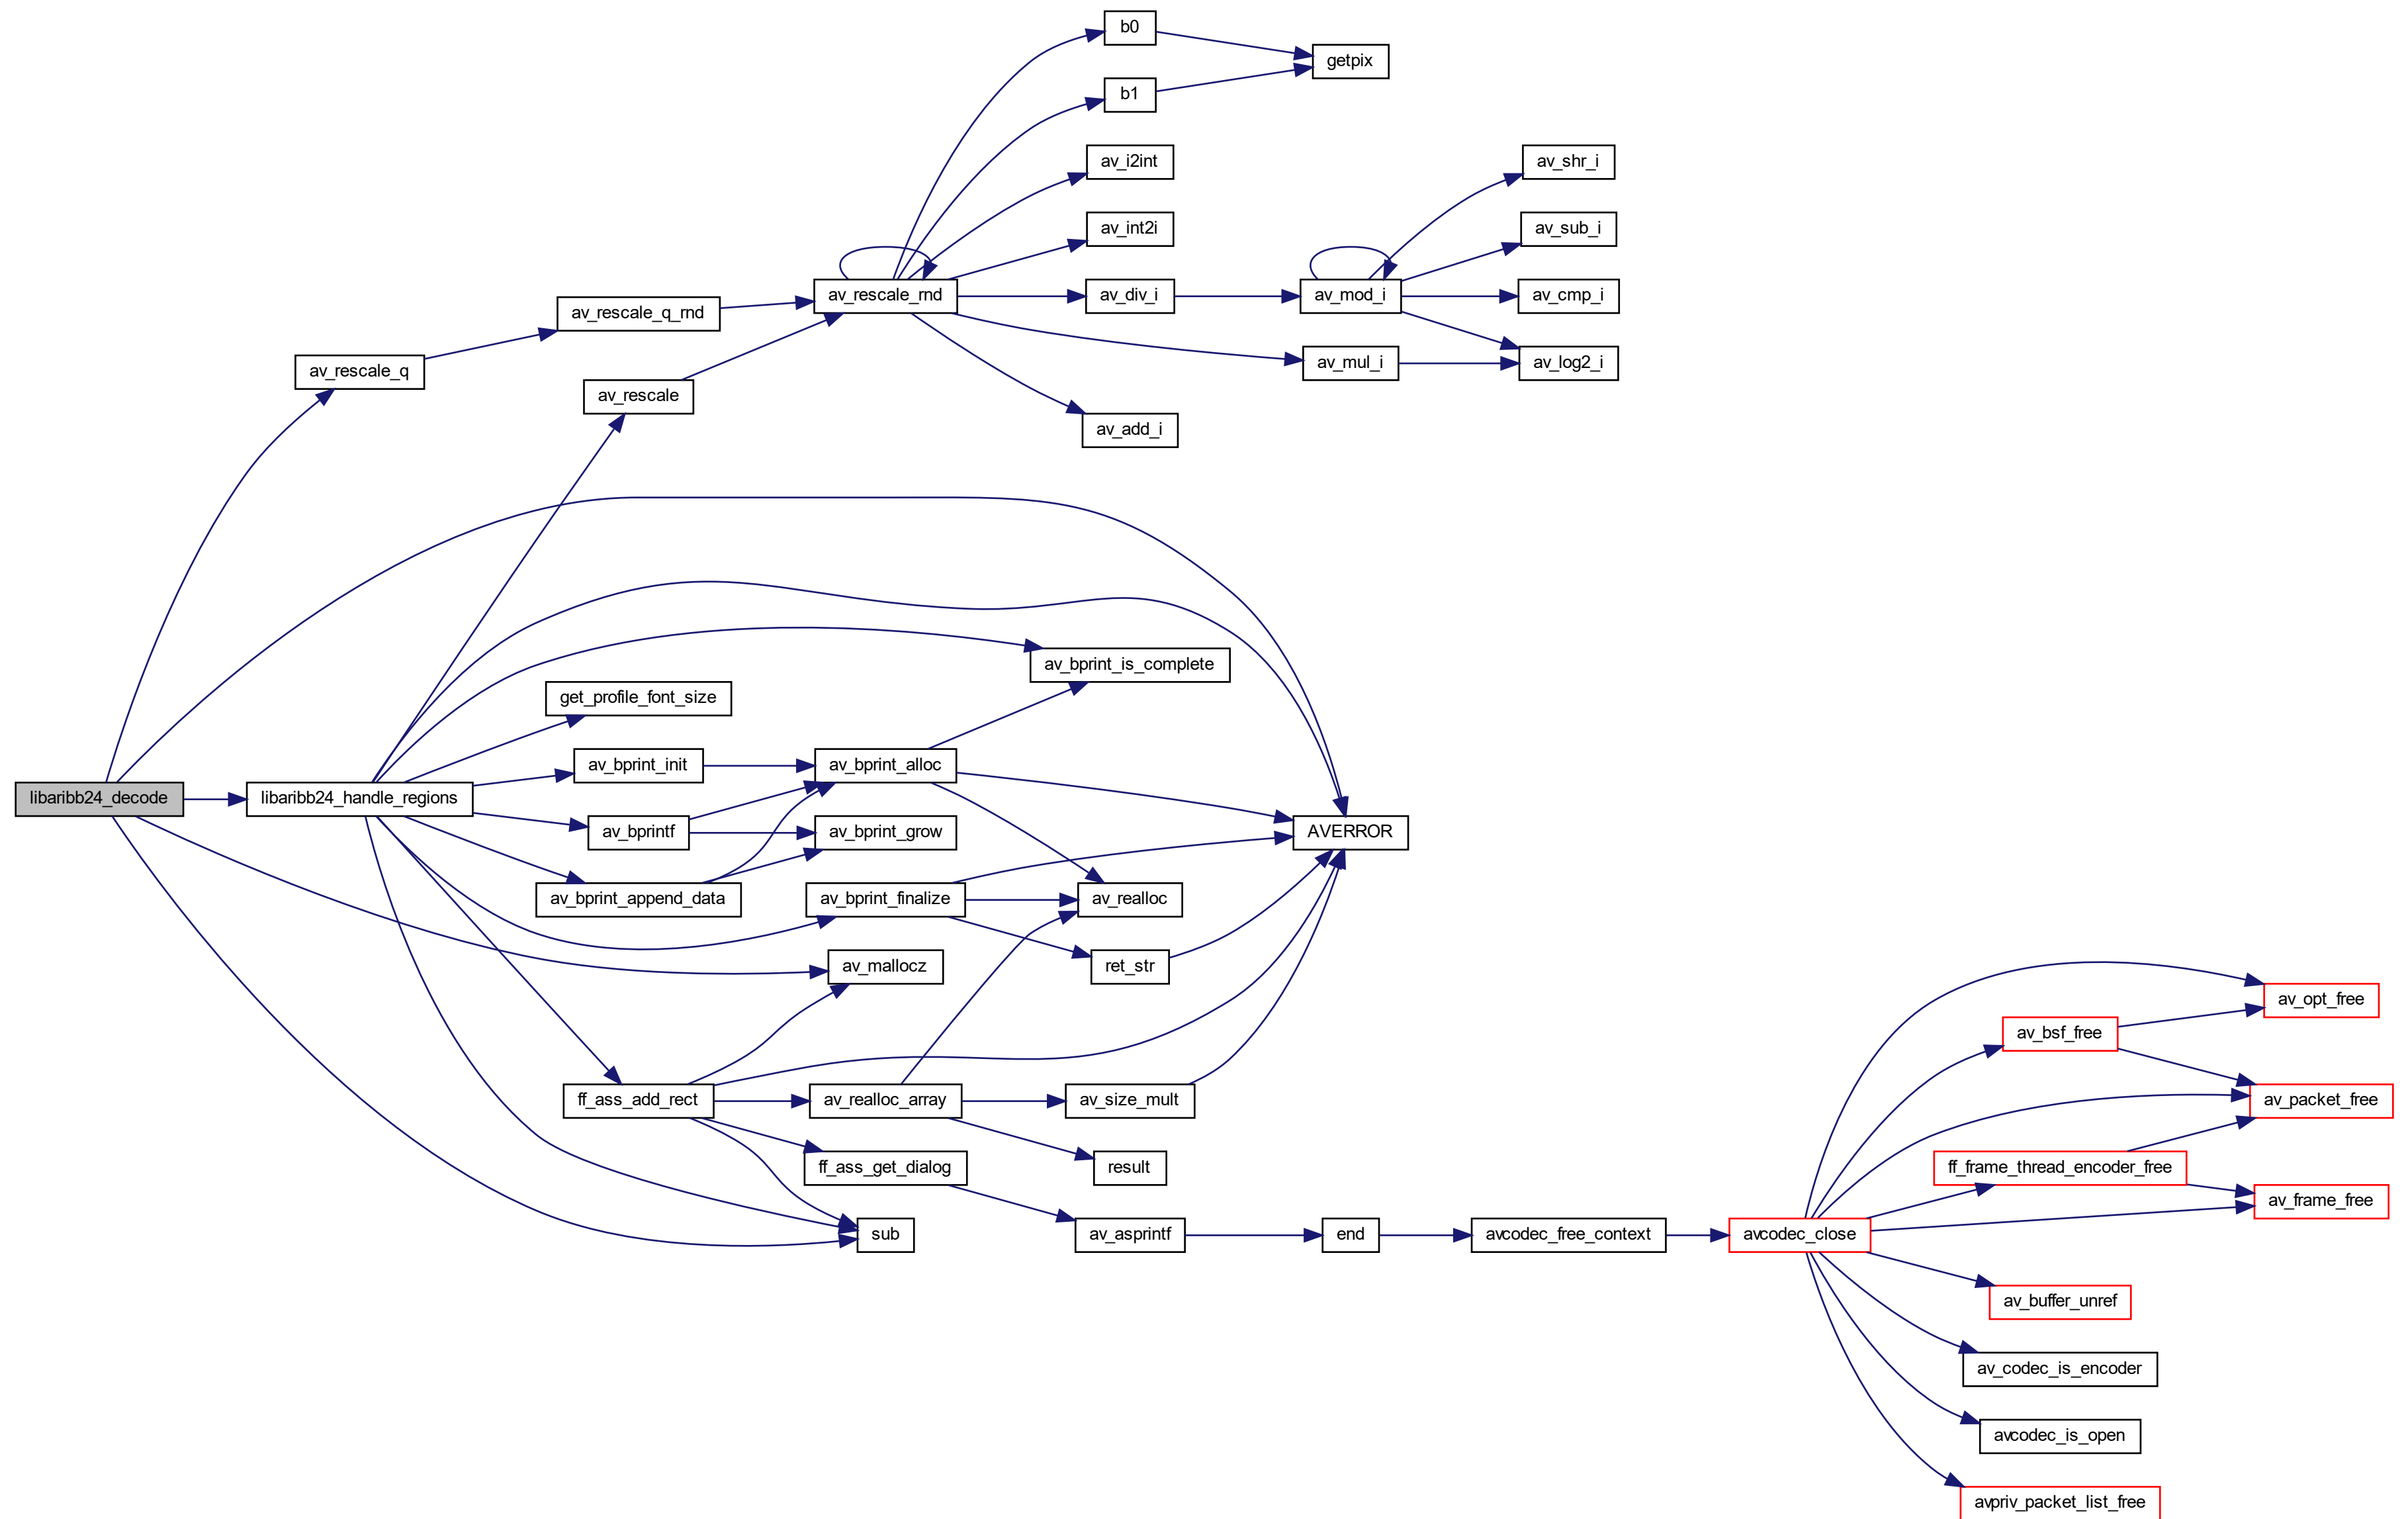 b0
getpix
b1
av_i2int
av_shr_i
av_int2i
av_sub_i
av_rescale_rnd
av_div_i
av_mod_i
av_cmp_i
av_rescale_q_rnd
av_rescale_q
av_mul_i
av_log2_i
av_rescale
av_add_i
av_bprint_is_complete
get_profile_font_size
av_bprint_init
av_bprint_alloc
libaribb24_decode
libaribb24_handle_regions
av_bprintf
av_bprint_grow
AVERROR
av_bprint_append_data
av_bprint_finalize
av_realloc
av_mallocz
ret_str
av_opt_free
av_bsf_free
ff_ass_add_rect
av_realloc_array
av_size_mult
av_packet_free
ff_ass_get_dialog
result
ff_frame_thread_encoder_free
av_frame_free
sub
av_asprintf
end
avcodec_free_context
avcodec_close
av_buffer_unref
av_codec_is_encoder
avcodec_is_open
avpriv_packet_list_free